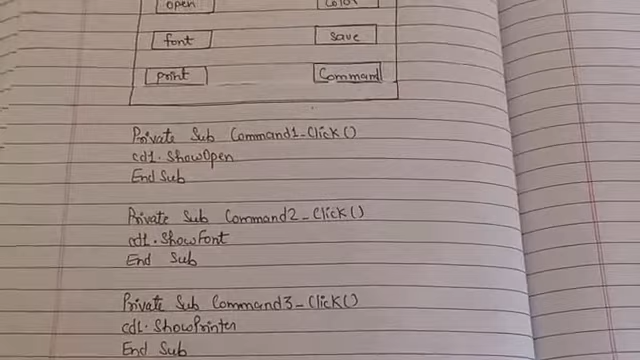 open color
font save
print Command
Private Sub Command1_Click()
cd1.ShowOpen
End Sub
Private Sub Command2_Click()
cd1.ShowFont
End Sub
Private Sub Command3_Click()
cd1.ShowPrinter
End Sub